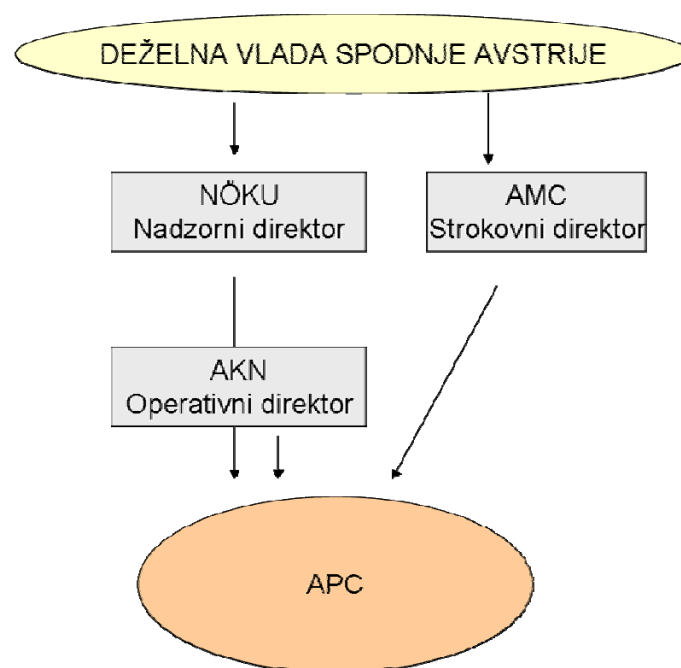 DEŽELNA VLADA SPODNJE AVSTRIJE
NÖKU
Nadzorni direktor
AMC
Strokovni direktor
AKN
Operativni direktor
APC